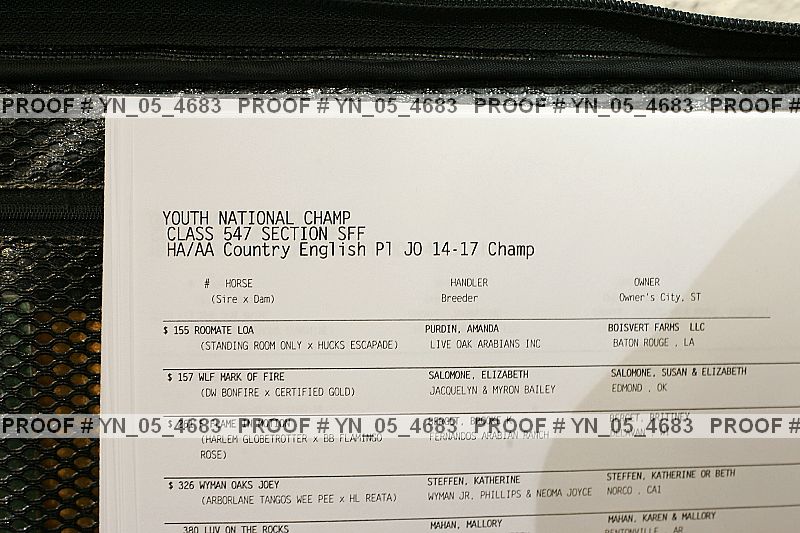 PROOF # YN_05_4683 PROOF # YN_05_4683 PROOF # YN_05_4683 PROOF #
YOUTH NATIONAL CHAMP
CLASS 547 SECTION SFF
HA/AA Country English Pl JO 14-17 Champ
# HORSE HANDLER OWNER
(Sire x Dam) Breeder Owner's City, ST
$ 155 ROOMATE LOA PURDIN, AMANDA BOISVERT FARMS LLC
(STANDING ROOM ONLY x HUCKS ESCAPADE) LIVE OAK ARABIANS INC BATON ROUGE , LA
$ 157 WLF MARK OF FIRE SALOMONE, ELIZABETH SALOMONE, SUSAN & ELIZABETH
(DW BONFIRE x CERTIFIED GOLD) JACQUELYN & MYRON BAILEY EDMOND , OK
PROOF # YN_05_4683 PROOF # YN_05_4683 PROOF # YN_05_4683 PROOF #
(HARLEM GLOBETROTTER x BB FLAMINGO FERNANDOS ARABIAN RANCH
ROSE)
$ 326 WYMAN OAKS JOEY STEFFEN, KATHERINE STEFFEN, KATHERINE OR BETH
(ARBORLANE TANGOS WEE PEE x HL REATA) WYMAN JR, PHILLIPS & NEOMA JOYCE NORCO , CA1
380 LUV ON THE ROCKS MAHAN, MALLORY MAHAN, KAREN & MALLORY
BENTONVILLE , AR